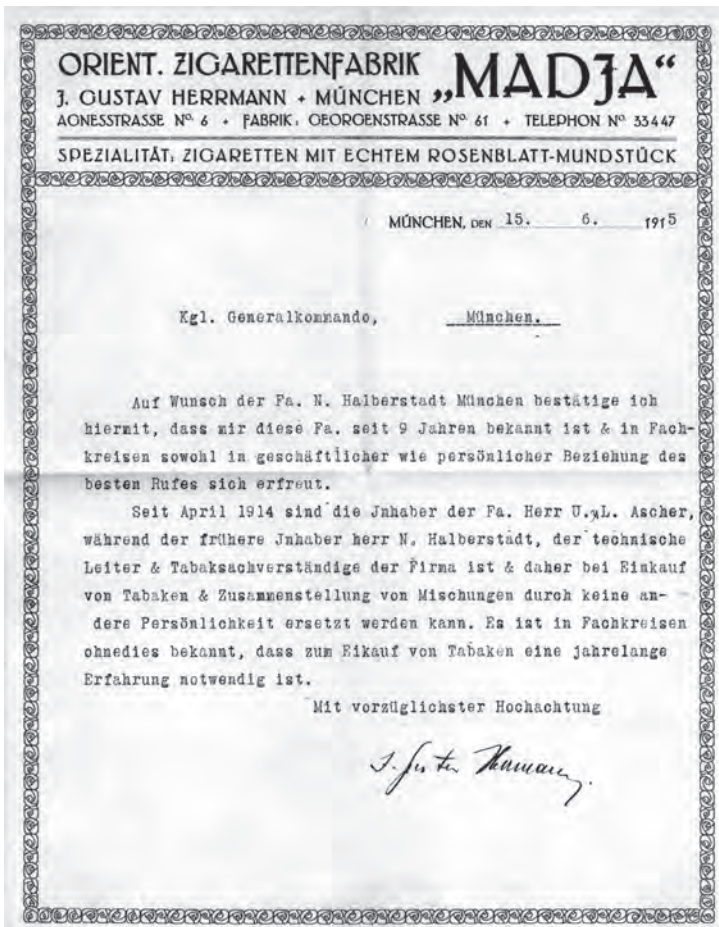 ORIENT. ZIGARETTENFABRIK „MADJA“
J. GUSTAV HERRMANN + MÜNCHEN
AGNESSTRASSE No. 6 + FABRIK: GEORGENSTRASSE No. 61 + TELEPHON No. 33447
SPEZIALITÄT: ZIGARETTEN MIT ECHTEM ROSENBLATT-MUNDSTÜCK
MÜNCHEN, DEN 15. 6. 1915
Kgl. Generalkommando, München.
Auf Wunsch der Fa. N. Halberstadt München bestätige ich
hiermit, dass mir diese Fa. seit 9 Jahren bekannt ist & in Fach-
kreisen sowohl in geschäftlicher wie persönlicher Beziehung des
besten Rufes sich erfreut.
Seit April 1914 sind die Jnhaber der Fa. Herr U. L. Ascher,
während der frühere Jnhaber herr N. Halberstadt, der technische
Leiter & Tabaksachverständige der Firma ist & daher bei Einkauf
von Tabaken & Zusammenstellung von Mischungen durch keine an-
dere Persönlichkeit ersetzt werden kann. Es ist in Fachkreisen
ohnedies bekannt, dass zum Eikauf von Tabaken eine jahrelange
Erfahrung notwendig ist.
Mit vorzüglichster Hochachtung
J. Gustav Herrmann.